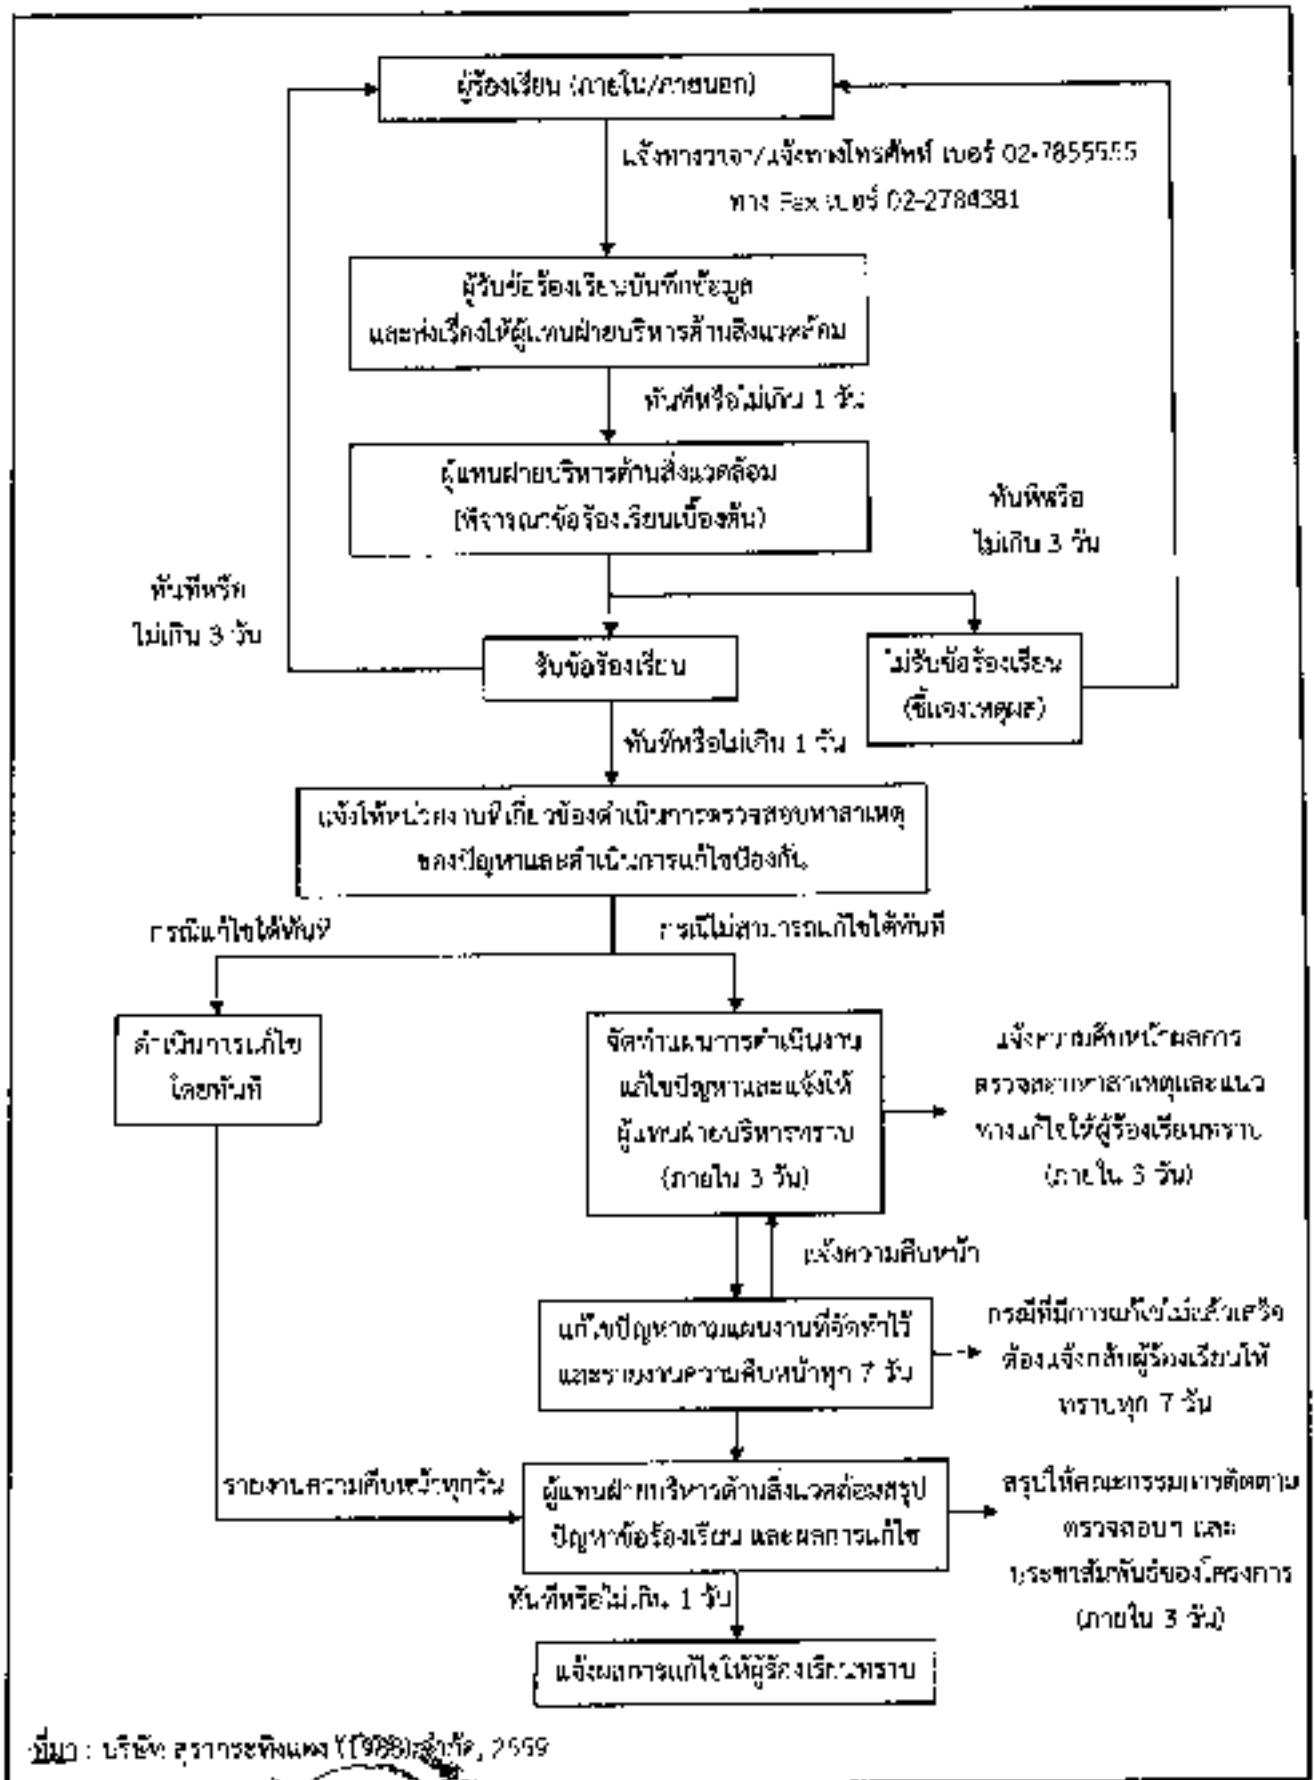 ผู้ร้องเรียน (ภายใน/ภายนอก)
แจ้งทางวาจา/แจ้งทางโทรศัพท์ เบอร์ 02-7855555
ทาง Fax เบอร์ 02-2784381
ผู้รับข้อร้องเรียนบันทึกข้อมูล
และส่งเรื่องให้ผู้แทนฝ่ายบริหารด้านสิ่งแวดล้อม
ทันทีหรือไม่เกิน 1 วัน
ผู้แทนฝ่ายบริหารด้านสิ่งแวดล้อม
(พิจารณาข้อร้องเรียนเบื้องต้น)
ทันทีหรือ
ไม่เกิน 3 วัน
ทันทีหรือ
ไม่เกิน 3 วัน
รับข้อร้องเรียน
ไม่รับข้อร้องเรียน
(ชี้แจงเหตุผล)
ทันทีหรือไม่เกิน 1 วัน
แจ้งให้หน่วยงานที่เกี่ยวข้องดำเนินการตรวจสอบหาสาเหตุ
ของปัญหาและดำเนินการแก้ไขป้องกัน
กรณีแก้ไขได้ทันที
กรณีไม่สามารถแก้ไขได้ทันที
ดำเนินการแก้ไข
โดยทันที
จัดทำแผนการดำเนินงาน
แก้ไขปัญหาและแจ้งให้
ผู้แทนฝ่ายบริหารทราบ
(ภายใน 3 วัน)
แจ้งความคืบหน้าผลการ
ตรวจสอบหาสาเหตุและแนว
ทางแก้ไขให้ผู้ร้องเรียนทราบ
(ภายใน 3 วัน)
แจ้งความคืบหน้า
แก้ไขปัญหาตามแผนงานที่จัดทำไว้
และรายงานความคืบหน้าทุก 7 วัน
กรณีที่มีการแก้ไขไม่แล้วเสร็จ
ต้องแจ้งกลับผู้ร้องเรียนให้
ทราบทุก 7 วัน
รายงานความคืบหน้าทุกวัน
ผู้แทนฝ่ายบริหารด้านสิ่งแวดล้อมสรุป
ปัญหาข้อร้องเรียน และผลการแก้ไข
สรุปให้คณะกรรมการติดตาม
ตรวจสอบฯ และ
ประชาสัมพันธ์ของโครงการ
(ภายใน 3 วัน)
ทันทีหรือไม่เกิน 1 วัน
แจ้งผลการแก้ไขให้ผู้ร้องเรียนทราบ
ที่มา : บริษัท สุรากระทิงแดง (1988) จำกัด, 2559